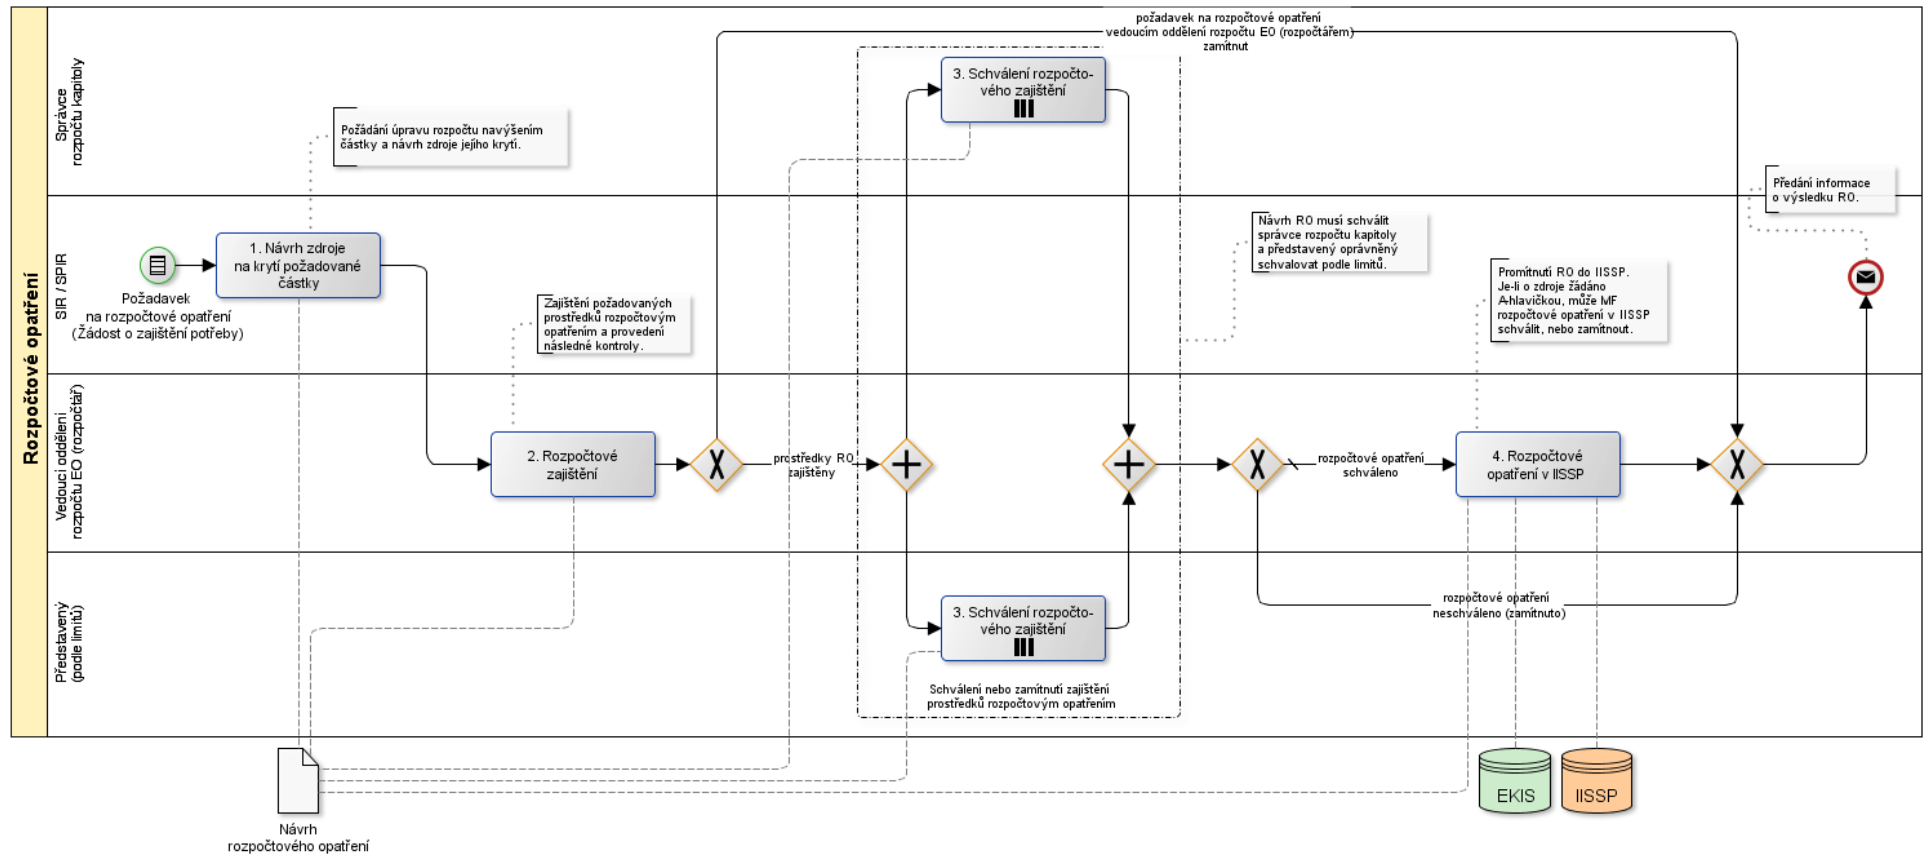 Rozpočtové opatření
Správce
rozpočtu kapitoly
SIR / SPIR
Vedoucí oddělení
rozpočtu EO (rozpočtář)
Představený
(podle limitů)
požadavek na rozpočtové opatření
vedoucím oddělení rozpočtu EO (rozpočtářem)
zamítnut
3. Schválení rozpočto-
vého zajištění
Požádání úpravu rozpočtu navýšením
částky a návrh zdroje jejího krytí.
Předání informace
o výsledku RO.
1. Návrh zdroje
na krytí požadované
částky
Požadavek
na rozpočtové opatření
(Žádost o zajištění potřeby)
Návrh RO musí schválit
správce rozpočtu kapitoly
a představený oprávněný
schvalovat podle limitů.
Promítnutí RO do IISSP.
Je-li o zdroje žádáno
A-hlavičkou, může MF
rozpočtové opatření v IISSP
schválit, nebo zamítnout.
Zajištění požadovaných
prostředků rozpočtovým
opatřením a provedení
následné kontroly.
2. Rozpočtové
zajištění
prostředky RO
zajištěny
rozpočtové opatření
schváleno
4. Rozpočtové
opatření v IISSP
rozpočtové opatření
neschváleno (zamítnuto)
3. Schválení rozpočto-
vého zajištění
Schválení nebo zamítnutí zajištění
prostředků rozpočtovým opatřením
EKIS
IISSP
Návrh
rozpočtového opatření